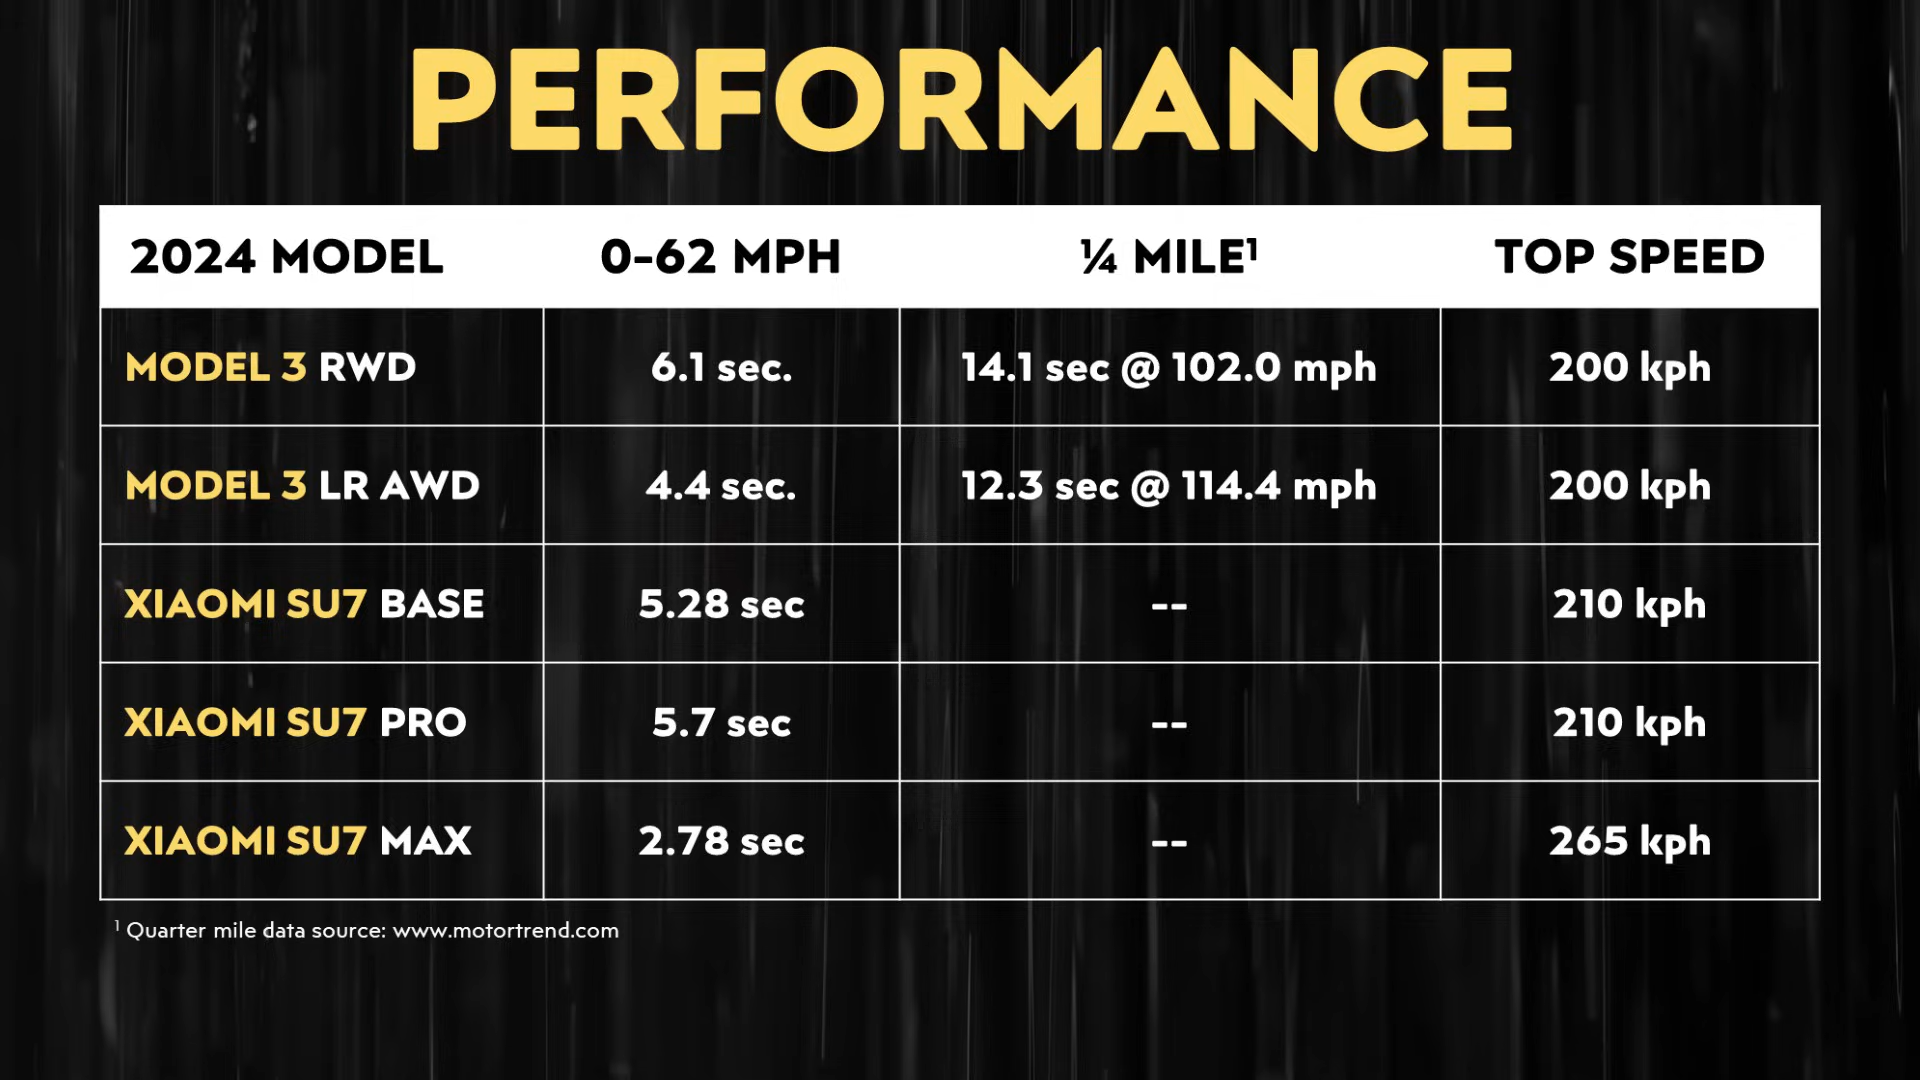 PERFORMANCE
2024 MODEL 0-62 MPH ¼ MILE¹ TOP SPEED
MODEL 3 RWD 6.1 sec. 14.1 sec @ 102.0 mph 200 kph
MODEL 3 LR AWD 4.4 sec. 12.3 sec @ 114.4 mph 200 kph
XIAOMI SU7 BASE 5.28 sec -- 210 kph
XIAOMI SU7 PRO 5.7 sec -- 210 kph
XIAOMI SU7 MAX 2.78 sec -- 265 kph
¹ Quarter mile data source: www.motortrend.com